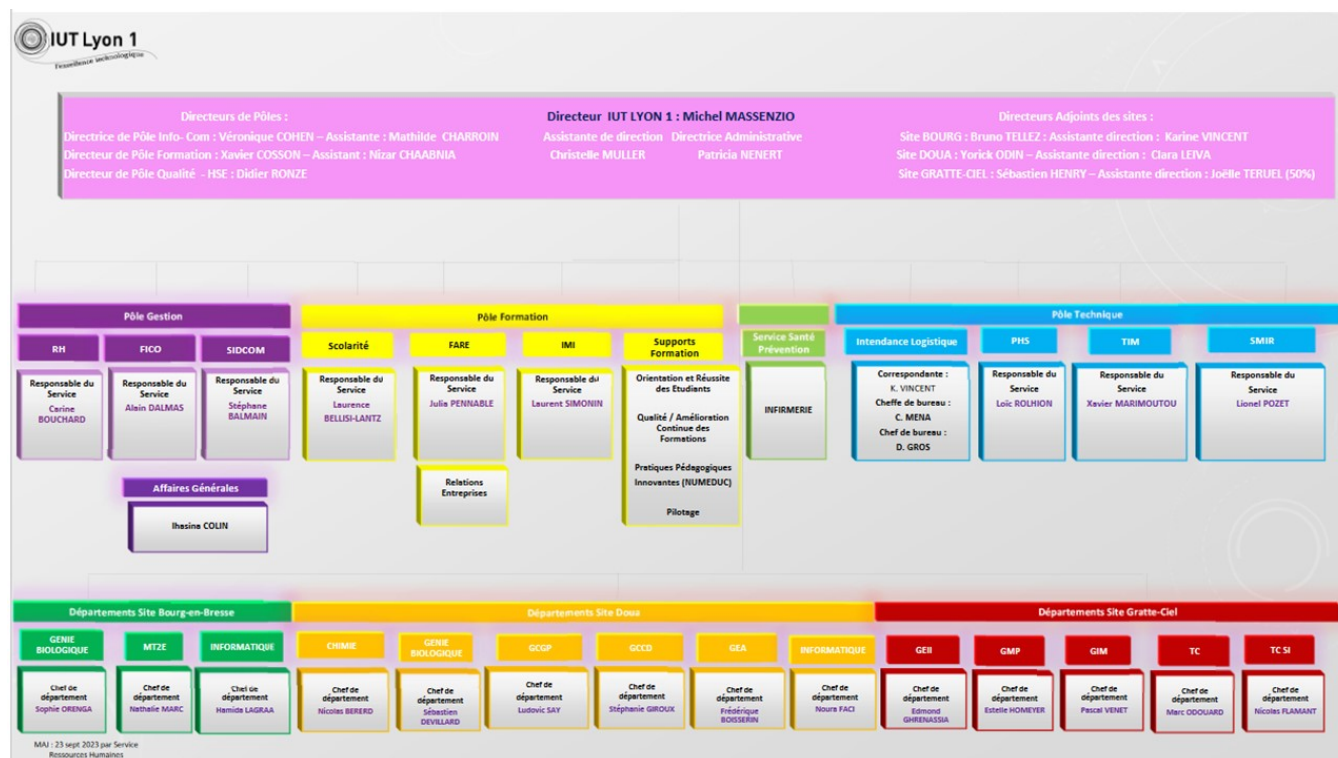 IUT Lyon 1
l'excellence technologique
Directeurs de Pôles :
Directrice de Pôle Info- Com : Véronique COHEN – Assistante : Mathilde CHARROIN
Directeur de Pôle Formation : Xavier COSSON – Assistant : Nizar CHAABNIA
Directeur de Pôle Qualité - HSE : Didier RONZE
Directeur IUT LYON 1 : Michel MASSENZIO
Assistante de direction Directrice Administrative
Christelle MULLER Patricia NENERT
Directeurs Adjoints des sites :
Site BOURG : Bruno TELLEZ : Assistante direction : Karine VINCENT
Site DOUA : Yorick ODIN – Assistante direction : Clara LEIVA
Site GRATTE-CIEL : Sébastien HENRY – Assistante direction : Joëlle TERUEL (50%)
Pôle Gestion
RH
Responsable du
Service
Carine
BOUCHARD
FICO
Responsable du
Service
Alain DALMAS
SIDCOM
Responsable du
Service
Stéphane
BALMAIN
Affaires Générales
Ihasina COLIN
Pôle Formation
Scolarité
Responsable du
Service
Laurence
BELLISI-LANTZ
FARE
Responsable du
Service
Julia PENNABLE
Relations
Entreprises
IMI
Responsable du
Service
Laurent SIMONIN
Supports
Formation
Orientation et Réussite
des Etudiants
Qualité / Amélioration
Continue des
Formations
Pratiques Pédagogiques
Innovantes (NUMEDUC)
Pilotage
Service Santé
Prévention
INFIRMERIE
Pôle Technique
Intendance Logistique
Correspondante :
K. VINCENT
Cheffe de bureau :
C. MENA
Chef de bureau :
D. GROS
PHS
Responsable du
Service
Loïc ROLHION
TIM
Responsable du
Service
Xavier MARIMOUTOU
SMIR
Responsable du
Service
Lionel POZET
Départements Site Bourg-en-Bresse
GENIE
BIOLOGIQUE
Chef de
département
Sophie ORENGA
MT2E
Chef de
département
Nathalie MARC
INFORMATIQUE
Chef de
département
Hamida LAGRAA
Départements Site Doua
CHIMIE
Chef de
département
Nicolas BERERD
GENIE
BIOLOGIQUE
Chef de
département
Sébastien
DEVILLARD
GCGP
Chef de
département
Ludovic SAY
GCCD
Chef de
département
Stéphanie GIROUX
GEA
Chef de
département
Frédérique
BOISSERIN
INFORMATIQUE
Chef de
département
Noura FACI
Départements Site Gratte-Ciel
GEII
Chef de
département
Edmond
GHRENASSIA
GMP
Chef de
département
Estelle HOMEYER
GIM
Chef de
département
Pascal VENET
TC
Chef de
département
Marc ODOUARD
TC SI
Chef de
département
Nicolas FLAMANT
MAJ : 23 sept 2023 par Service
Ressources Humaines